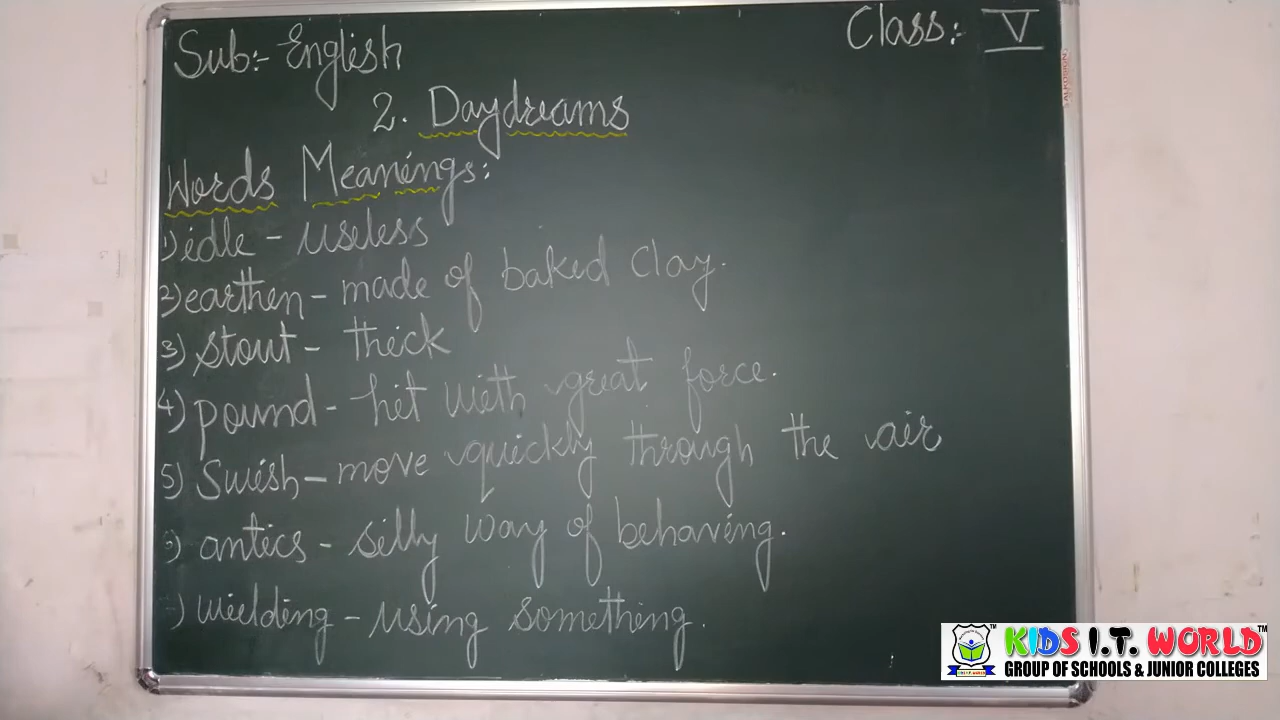 Sub:- English
Class:- V
2. Daydreams
Words Meanings:
1) idle - useless
2) earthen - made of baked clay.
3) stout - thick
4) pound - hit with great force.
5) Swish - move quickly through the air
) antics - silly way of behaving.
) wielding - using something.
KIDS I.T. WORLD TM
GROUP OF SCHOOLS & JUNIOR COLLEGES